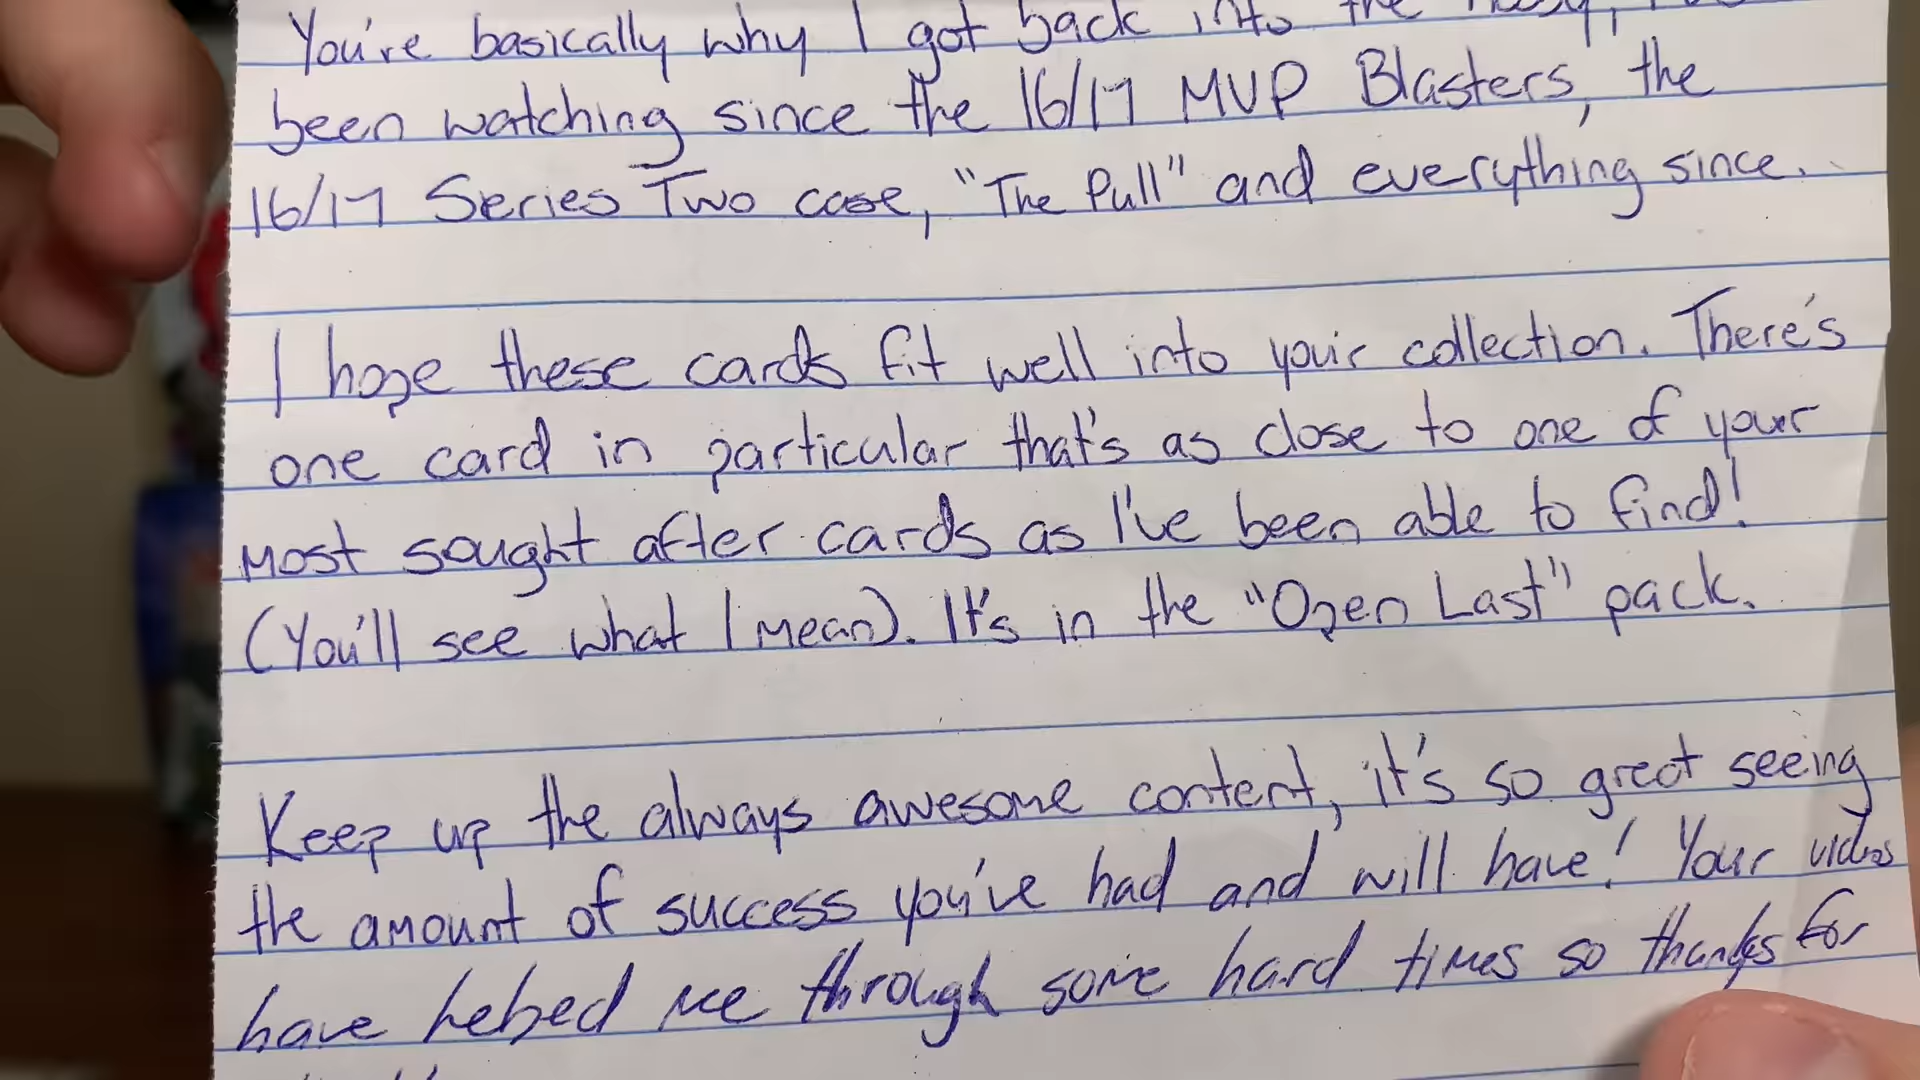 You're basically why I got back into the
been watching since the 16/17 MVP Blasters, the
16/17 Series Two case, "The Pull" and everything since.
I hope these cards fit well into your collection. There's
one card in particular that's as close to one of your
most sought after cards as I've been able to find!
(You'll see what I mean). It's in the "Open Last" pack.
Keep up the always awesome content, it's so great seeing
the amount of success you've had and will have! Your videos
have helped me through some hard times so thanks for